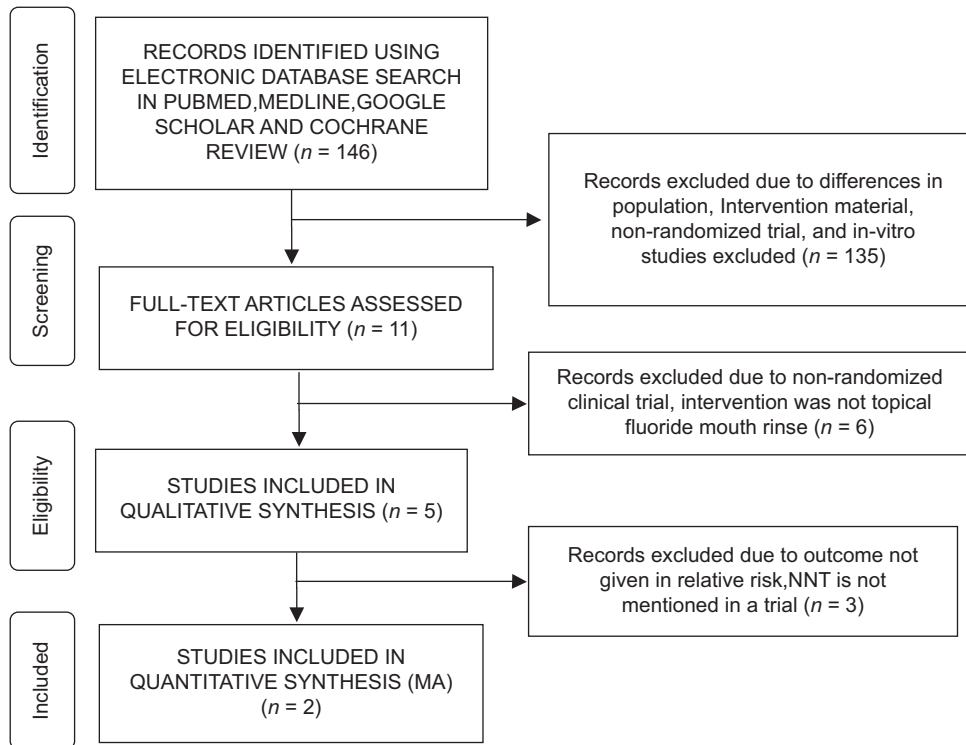 Identification
RECORDS IDENTIFIED USING
ELECTRONIC DATABASE SEARCH
IN PUBMED,MEDLINE,GOOGLE
SCHOLAR AND COCHRANE
REVIEW (n = 146)
Records excluded due to differences in
population, Intervention material,
non-randomized trial, and in-vitro
studies excluded (n = 135)
Screening
FULL-TEXT ARTICLES ASSESSED
FOR ELIGIBILITY (n = 11)
Records excluded due to non-randomized
clinical trial, intervention was not topical
fluoride mouth rinse (n = 6)
Eligibility
STUDIES INCLUDED IN
QUALITATIVE SYNTHESIS (n = 5)
Records excluded due to outcome not
given in relative risk,NNT is not
mentioned in a trial (n = 3)
Included
STUDIES INCLUDED IN
QUANTITATIVE SYNTHESIS (MA)
(n = 2)